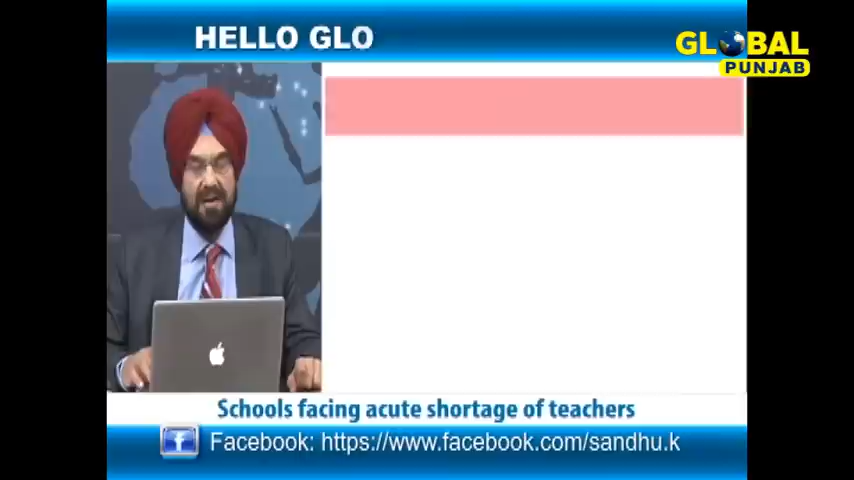 HELLO GLO
GLOBAL
PUNJAB
Schools facing acute shortage of teachers
Facebook: https://www.facebook.com/sandhu.k